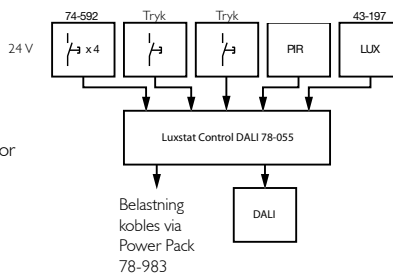 74-592
Tryk
Tryk
43-197
24 V
x 4
PIR
LUX
Luxstat Control DALI 78-055
or
Belastning
kobles via
Power Pack
78-983
DALI